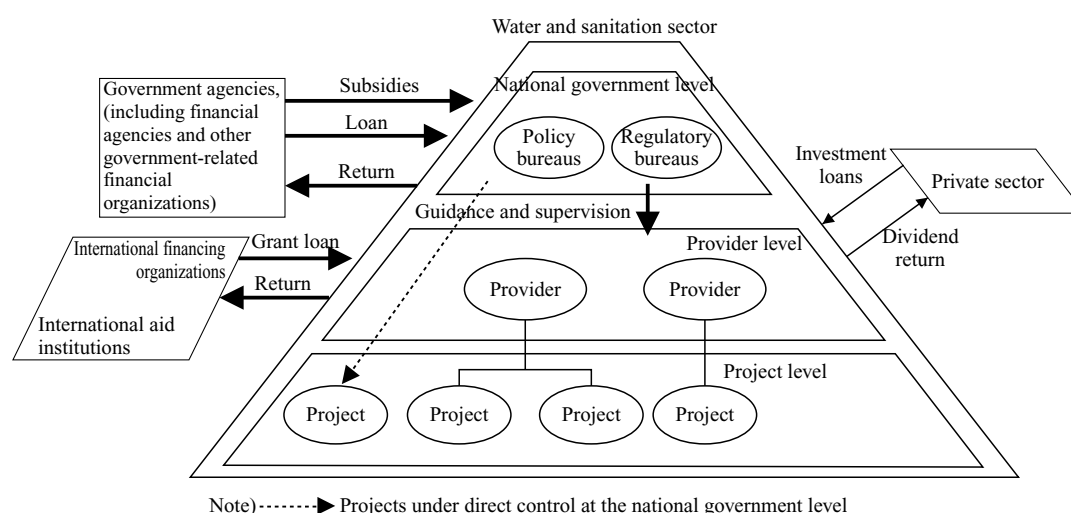 Water and sanitation sector
National government level
Government agencies,
(including financial
agencies and other
government-related
financial
organizations)
Subsidies
Loan
Return
Policy
bureaus
Regulatory
bureaus
Investment
loans
Private sector
Dividend
return
Guidance and supervision
International financing
organizations
International aid
institutions
Grant loan
Return
Provider level
Provider
Provider
Project level
Project
Project
Project
Project
Note) Projects under direct control at the national government level